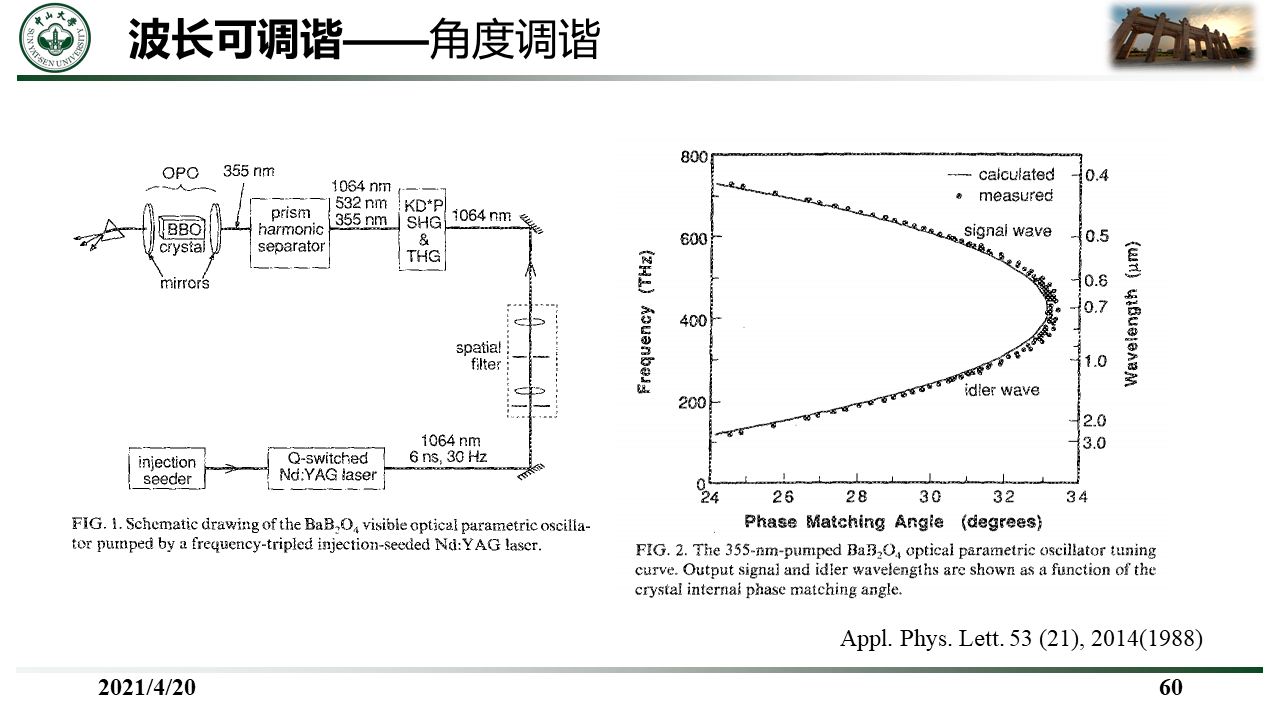 中山大学
SUN YAT-SEN UNIVERSITY
波长可调谐——角度调谐
OPO
355 nm
BBO
crystal
mirrors
prism
harmonic
separator
1064 nm
532 nm
355 nm
KD*P
SHG
&
THG
1064 nm
spatial
filter
injection
seeder
Q-switched
Nd:YAG laser
1064 nm
6 ns, 30 Hz
FIG. 1. Schematic drawing of the BaB₂O₄ visible optical parametric oscilla-
tor pumped by a frequency-tripled injection-seeded Nd:YAG laser.
800
600
400
200
0
Frequency (THz)
calculated
measured
signal wave
idler wave
0.4
0.5
0.6
0.7
1.0
2.0
3.0
Wavelength (μm)
24 26 28 30 32 34
Phase Matching Angle (degrees)
FIG. 2. The 355-nm-pumped BaB₂O₄ optical parametric oscillator tuning
curve. Output signal and idler wavelengths are shown as a function of the
crystal internal phase matching angle.
Appl. Phys. Lett. 53 (21), 2014(1988)
2021/4/20
60